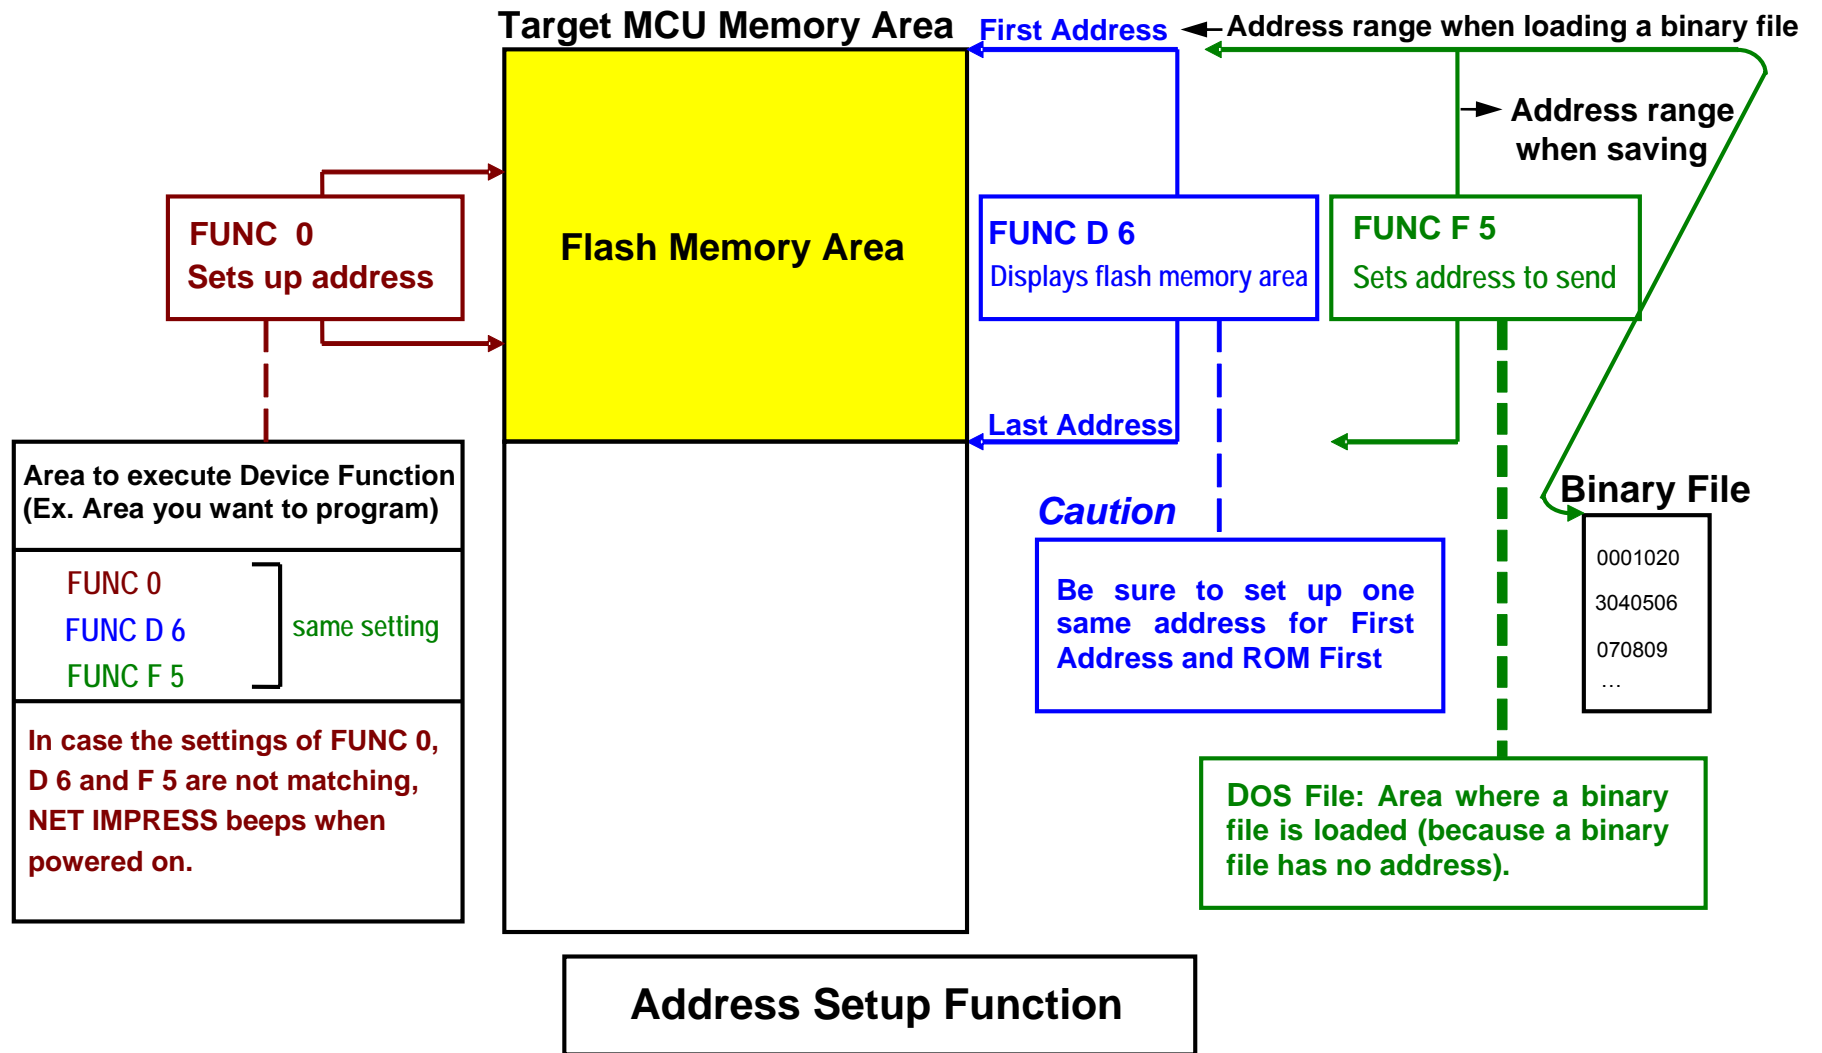 Target MCU Memory Area
First Address
Address range when loading a binary file
Address range
when saving
FUNC 0
Sets up address
Flash Memory Area
FUNC D 6
Displays flash memory area
FUNC F 5
Sets address to send
Last Address
Area to execute Device Function
(Ex. Area you want to program)
FUNC 0
FUNC D 6
FUNC F 5
same setting
In case the settings of FUNC 0,
D 6 and F 5 are not matching,
NET IMPRESS beeps when
powered on.
Caution
Be sure to set up one
same address for First
Address and ROM First
Binary File
0001020
3040506
070809
…
DOS File: Area where a binary
file is loaded (because a binary
file has no address).
Address Setup Function